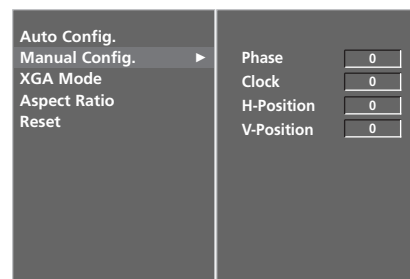 Auto Config.
Manual Config. ►
XGA Mode
Aspect Ratio
Reset
Phase 0
Clock 0
H-Position 0
V-Position 0